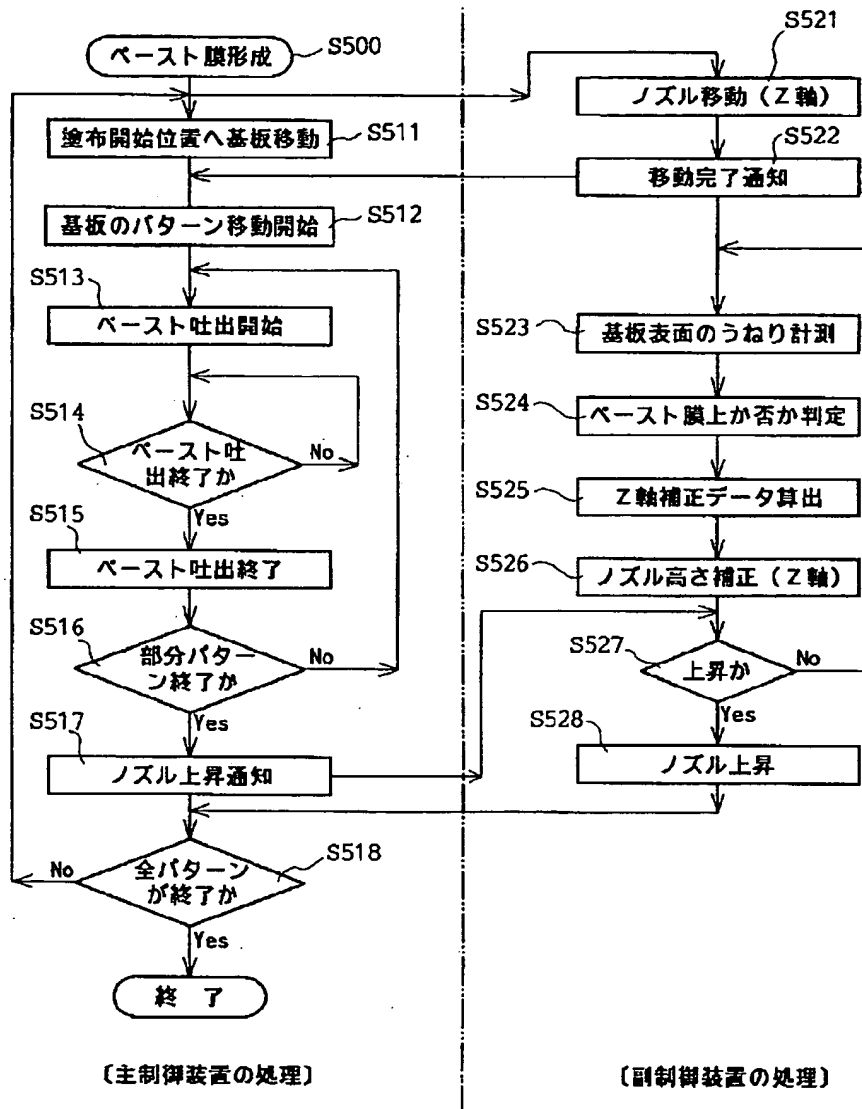 ペースト膜形成
S500
塗布開始位置へ基板移動
S511
基板のパターン移動開始
S512
S513
ペースト吐出開始
S514
ペースト吐
出終了か
No
Yes
S515
ペースト吐出終了
S516
部分パター
ン終了か
No
Yes
S517
ノズル上昇通知
S518
全パターン
が終了か
No
Yes
終 了
〔主制御装置の処理〕
S521
ノズル移動(Z軸)
S522
移動完了通知
S523
基板表面のうねり計測
S524
ペースト膜上か否か判定
S525
Z軸補正データ算出
S526
ノズル高さ補正(Z軸)
S527
上昇か
No
Yes
S528
ノズル上昇
〔副制御装置の処理〕